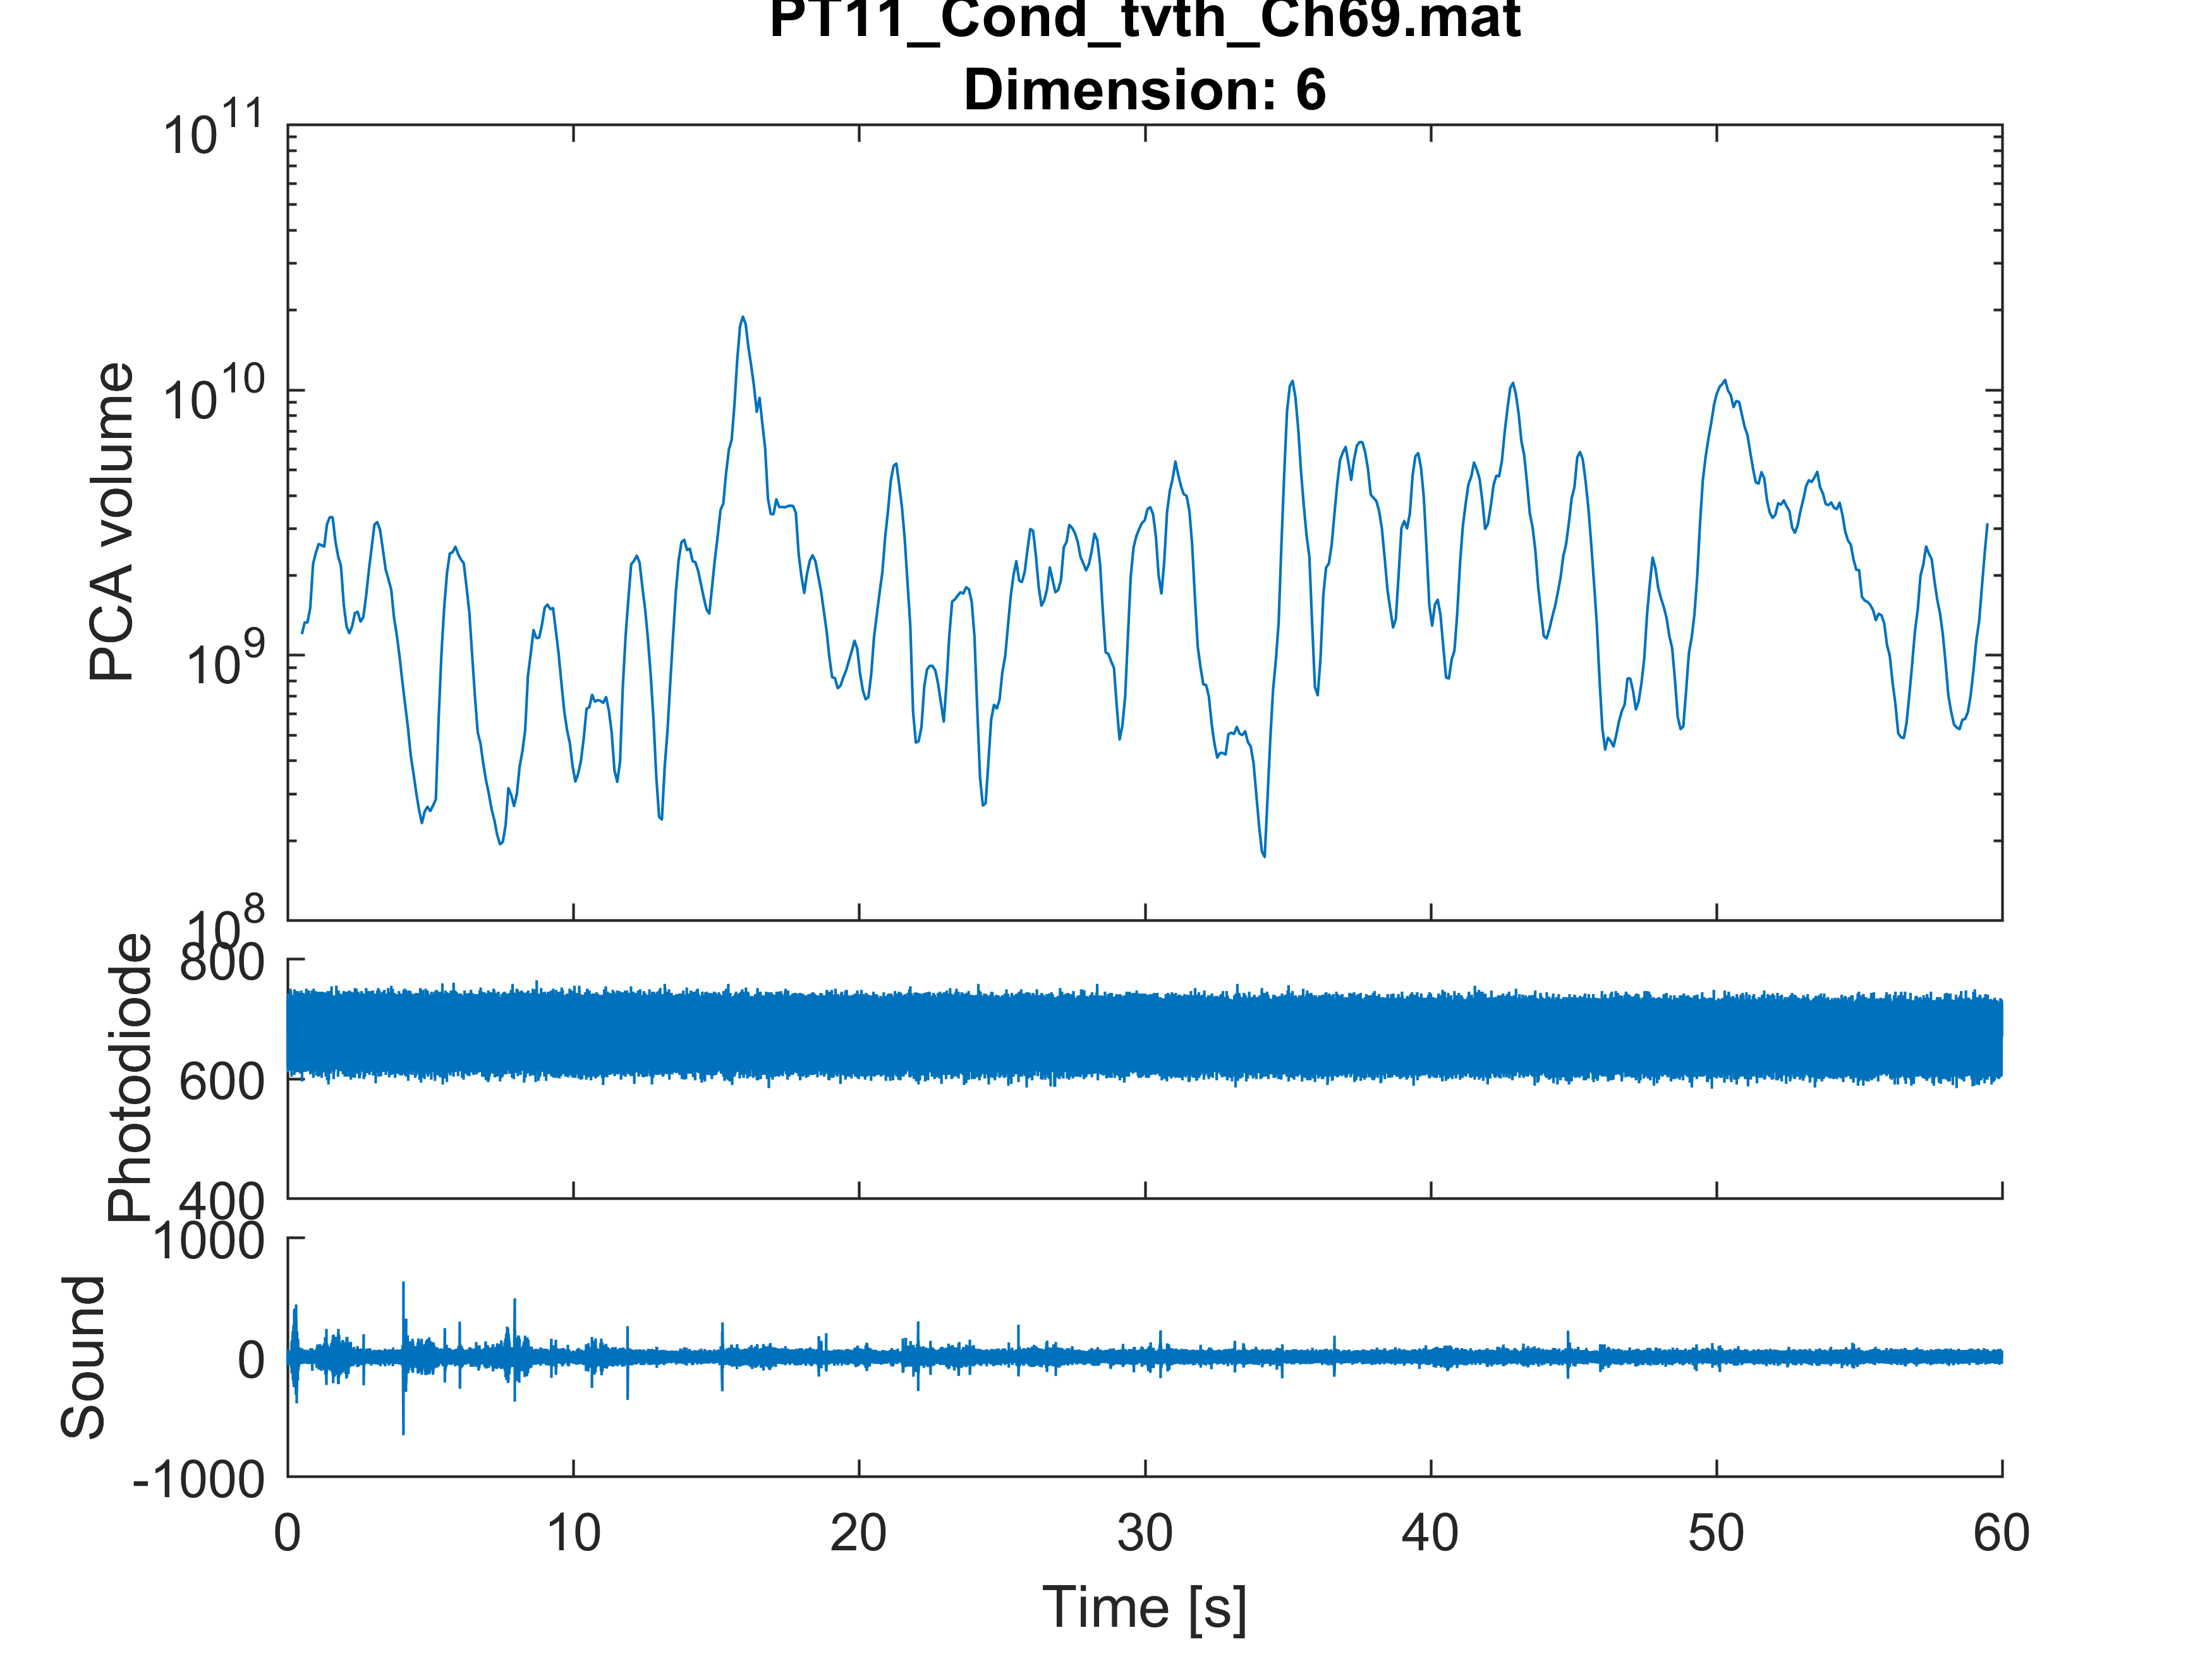 PT11_Cond_tvth_Ch69.mat
Dimension: 6
10^11
10^10
10^9
10^8
PCA volume
800
600
400
Photodiode
1000
0
-1000
Sound
0 10 20 30 40 50 60
Time [s]